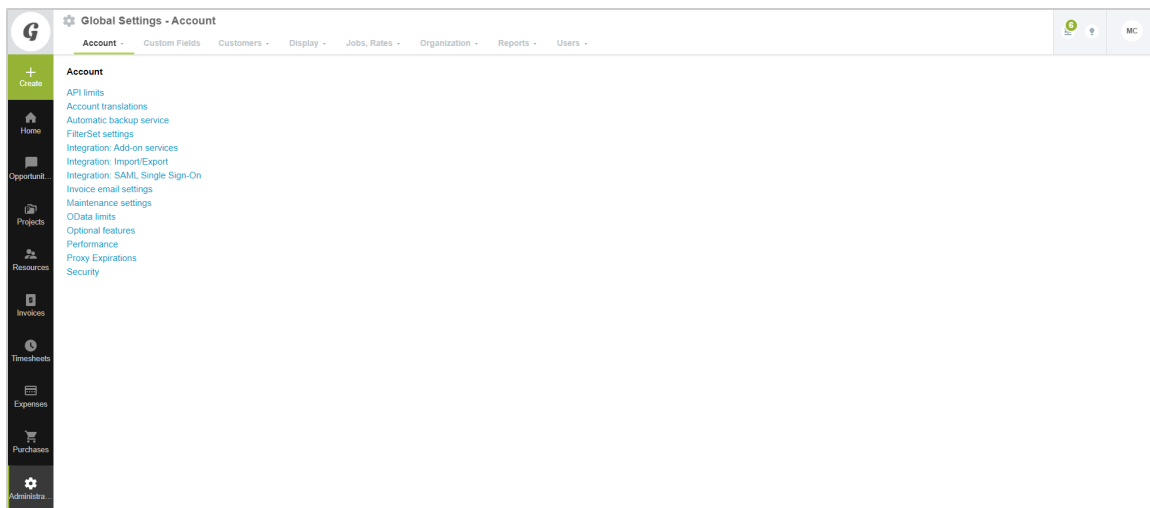 G
Global Settings - Account
Account
Custom Fields
Customers
Display
Jobs, Rates
Organization
Reports
Users
6
MC
Create
Home
Opportunit...
Projects
Resources
Invoices
Timesheets
Expenses
Purchases
Administra...
Account
API limits
Account translations
Automatic backup service
FilterSet settings
Integration: Add-on services
Integration: Import/Export
Integration: SAML Single Sign-On
Invoice email settings
Maintenance settings
OData limits
Optional features
Performance
Proxy Expirations
Security